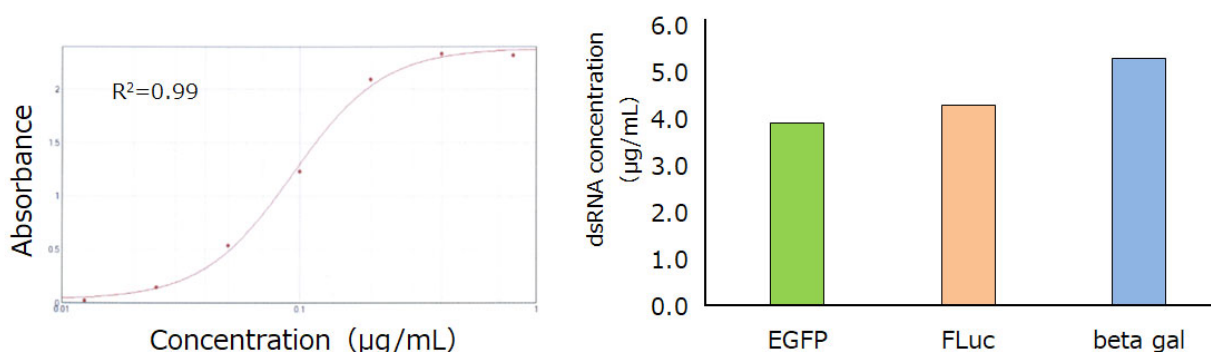 R²=0.99
Absorbance
2
1.5
1
0.5
0
0.01
0.1
1
Concentration（μg/mL）
dsRNA concentration
（μg/mL）
6.0
5.0
4.0
3.0
2.0
1.0
0.0
EGFP
FLuc
beta gal